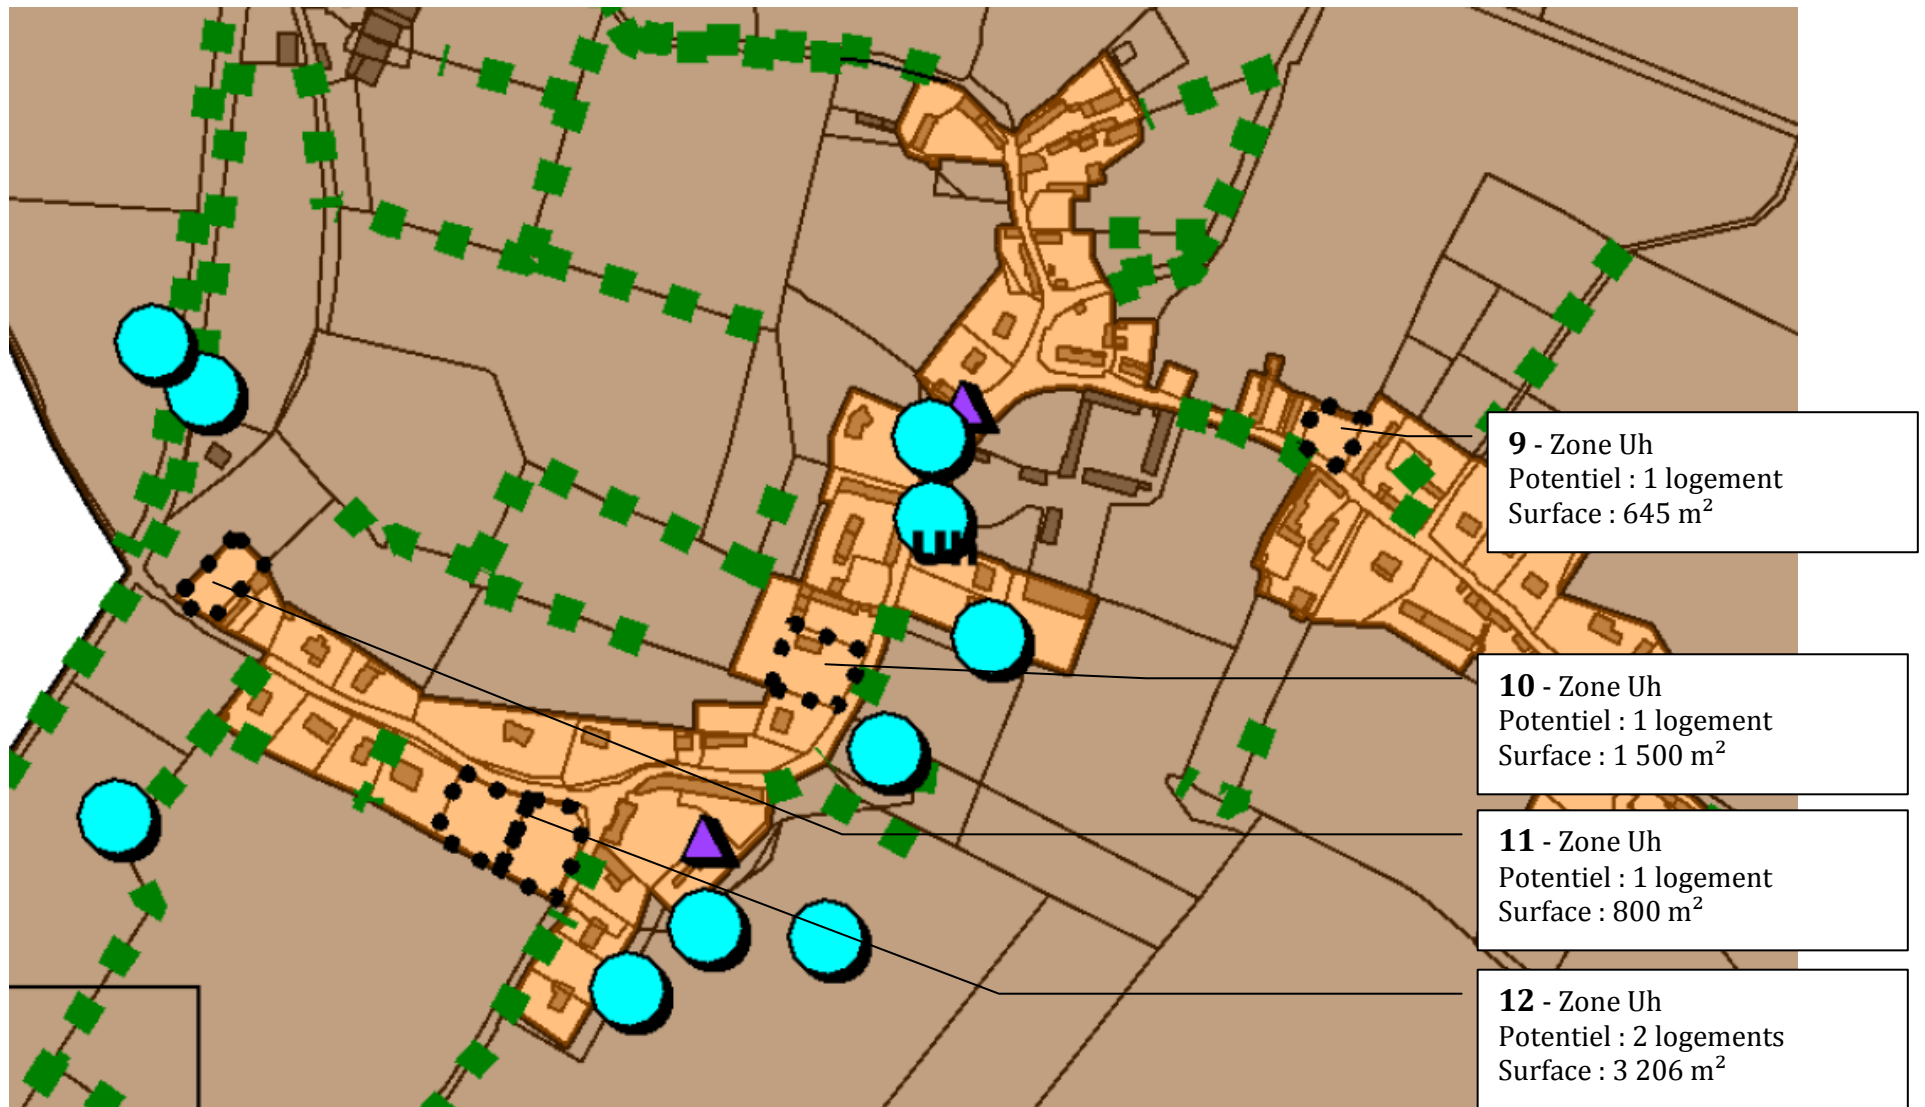 9 - Zone Uh
Potentiel : 1 logement
Surface : 645 m²
10 - Zone Uh
Potentiel : 1 logement
Surface : 1 500 m²
11 - Zone Uh
Potentiel : 1 logement
Surface : 800 m²
12 - Zone Uh
Potentiel : 2 logements
Surface : 3 206 m²